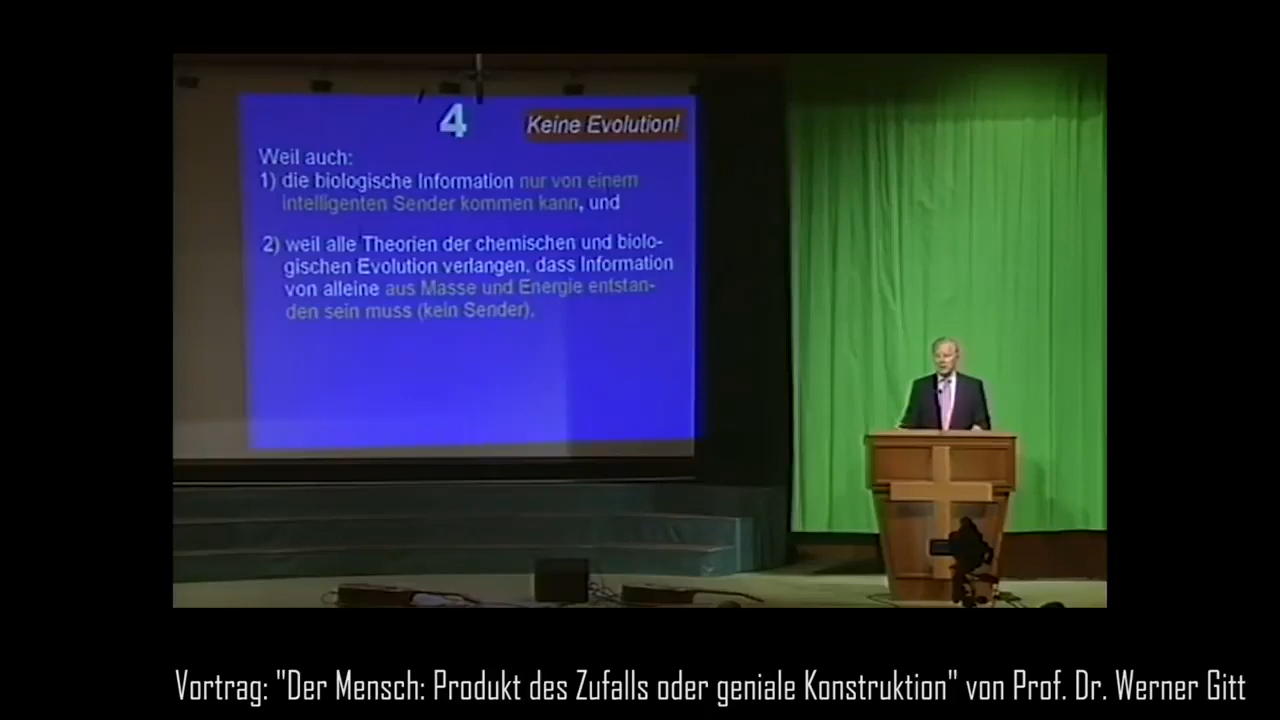 4
Keine Evolution!
Weil auch:
1) die biologische Information nur von einem
intelligenten Sender kommen kann, und
2) weil alle Theorien der chemischen und biolo-
gischen Evolution verlangen, dass Information
von alleine aus Masse und Energie entstan-
den sein muss (kein Sender).
Vortrag: "Der Mensch: Produkt des Zufalls oder geniale Konstruktion" von Prof. Dr. Werner Gitt